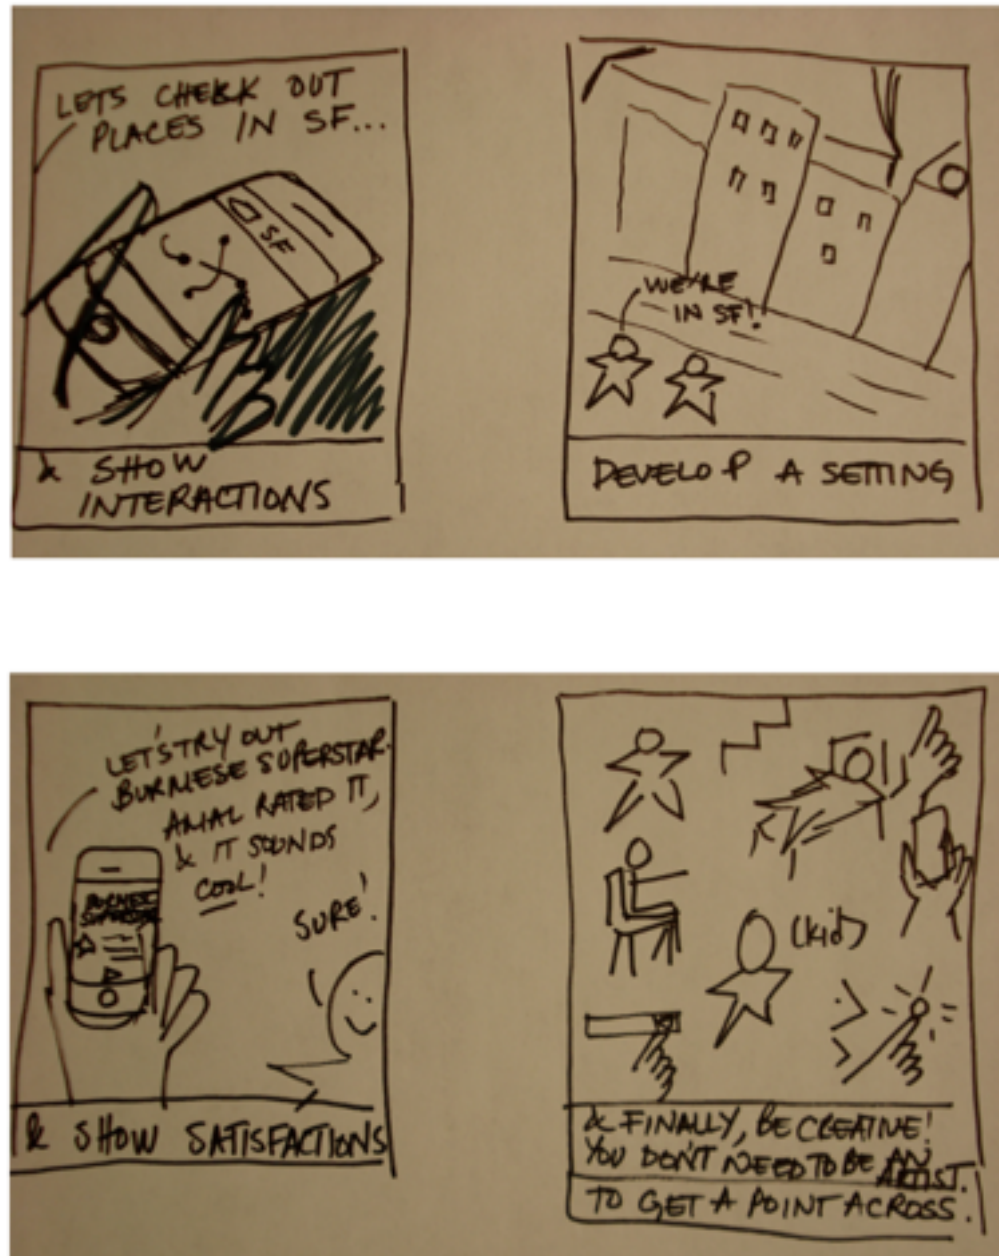 LETS CHECK OUT
PLACES IN SF...
SF
& SHOW
INTERACTIONS
WE'RE
IN SF!
DEVELOP A SETTING
LET'S TRY OUT
BURMESE SUPERSTAR.
AMAL RATED IT,
& IT SOUNDS
COOL!
BURMESE
SUPERSTAR
SURE!
& SHOW SATISFACTIONS
(kid)
& FINALLY, BE CREATIVE!
YOU DON'T NEED TO BE AN
ARTIST.
TO GET A POINT ACROSS.